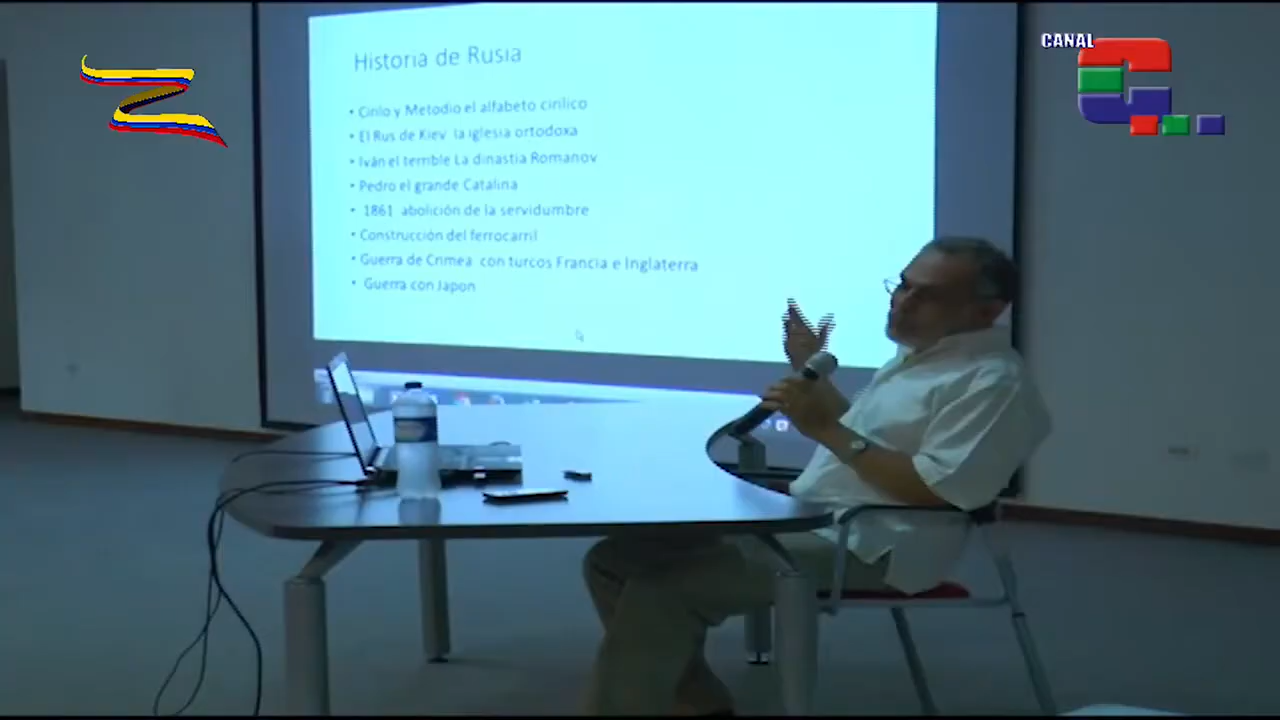 CANAL
Historia de Rusia
• Cirilo y Metodio el alfabeto cirílico
• El Rus de Kiev la iglesia ortodoxa
• Iván el terrible La dinastia Romanov
• Pedro el grande Catalina
• 1861 abolición de la servidumbre
• Construcción del ferrocarril
• Guerra de Crimea con turcos Francia e Inglaterra
• Guerra con Japon